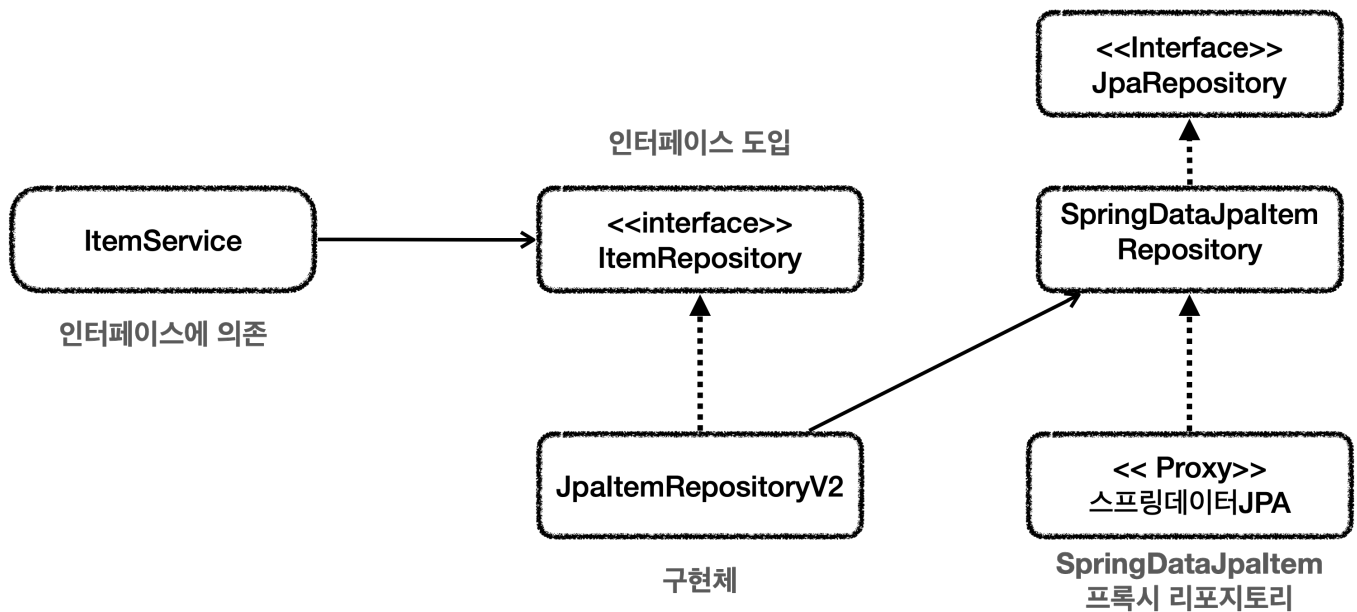 <<Interface>>
JpaRepository
인터페이스 도입
ItemService
<<interface>>
ItemRepository
SpringDataJpaItem
Repository
인터페이스에 의존
JpaItemRepositoryV2
<< Proxy>>
스프링데이터JPA
구현체
SpringDataJpaItem
프록시 리포지토리